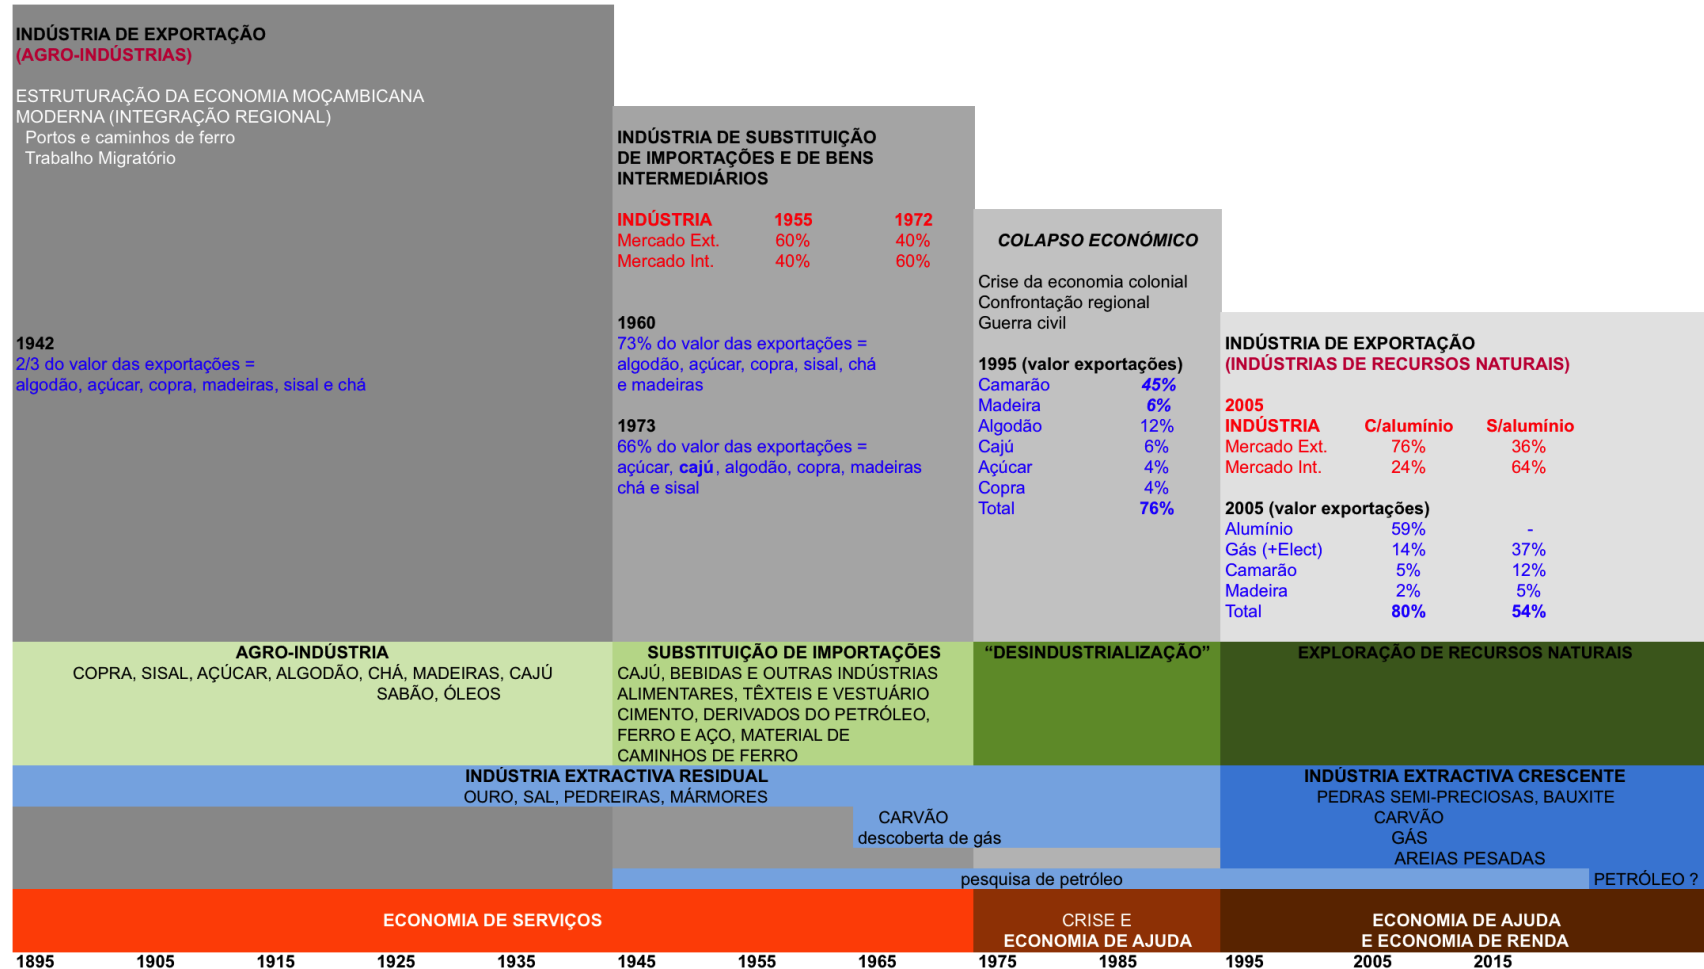 INDÚSTRIA DE EXPORTAÇÃO
(AGRO-INDÚSTRIAS)
ESTRUTURAÇÃO DA ECONOMIA MOÇAMBICANA
MODERNA (INTEGRAÇÃO REGIONAL)
Portos e caminhos de ferro
Trabalho Migratório
1942
2/3 do valor das exportações =
algodão, açúcar, copra, madeiras, sisal e chá
INDÚSTRIA DE SUBSTITUIÇÃO
DE IMPORTAÇÕES E DE BENS
INTERMEDIÁRIOS
INDÚSTRIA 1955 1972
Mercado Ext. 60% 40%
Mercado Int. 40% 60%
1960
73% do valor das exportações =
algodão, açúcar, copra, sisal, chá
e madeiras
1973
66% do valor das exportações =
açúcar, cajú, algodão, copra, madeiras
chá e sisal
COLAPSO ECONÓMICO
Crise da economia colonial
Confrontação regional
Guerra civil
1995 (valor exportações)
Camarão 45%
Madeira 6%
Algodão 12%
Cajú 6%
Açúcar 4%
Copra 4%
Total 76%
INDÚSTRIA DE EXPORTAÇÃO
(INDÚSTRIAS DE RECURSOS NATURAIS)
2005
INDÚSTRIA C/alumínio S/alumínio
Mercado Ext. 76% 36%
Mercado Int. 24% 64%
2005 (valor exportações)
Alumínio 59% -
Gás (+Elect) 14% 37%
Camarão 5% 12%
Madeira 2% 5%
Total 80% 54%
AGRO-INDÚSTRIA
COPRA, SISAL, AÇÚCAR, ALGODÃO, CHÁ, MADEIRAS, CAJÚ
SABÃO, ÓLEOS
SUBSTITUIÇÃO DE IMPORTAÇÕES
CAJÚ, BEBIDAS E OUTRAS INDÚSTRIAS
ALIMENTARES, TÊXTEIS E VESTUÁRIO
CIMENTO, DERIVADOS DO PETRÓLEO,
FERRO E AÇO, MATERIAL DE
CAMINHOS DE FERRO
“DESINDUSTRIALIZAÇÃO”
EXPLORAÇÃO DE RECURSOS NATURAIS
INDÚSTRIA EXTRACTIVA RESIDUAL
OURO, SAL, PEDREIRAS, MÁRMORES
CARVÃO
descoberta de gás
INDÚSTRIA EXTRACTIVA CRESCENTE
PEDRAS SEMI-PRECIOSAS, BAUXITE
CARVÃO
GÁS
AREIAS PESADAS
pesquisa de petróleo
PETRÓLEO ?
ECONOMIA DE SERVIÇOS
CRISE E
ECONOMIA DE AJUDA
ECONOMIA DE AJUDA
E ECONOMIA DE RENDA
1895 1905 1915 1925 1935 1945 1955 1965 1975 1985 1995 2005 2015